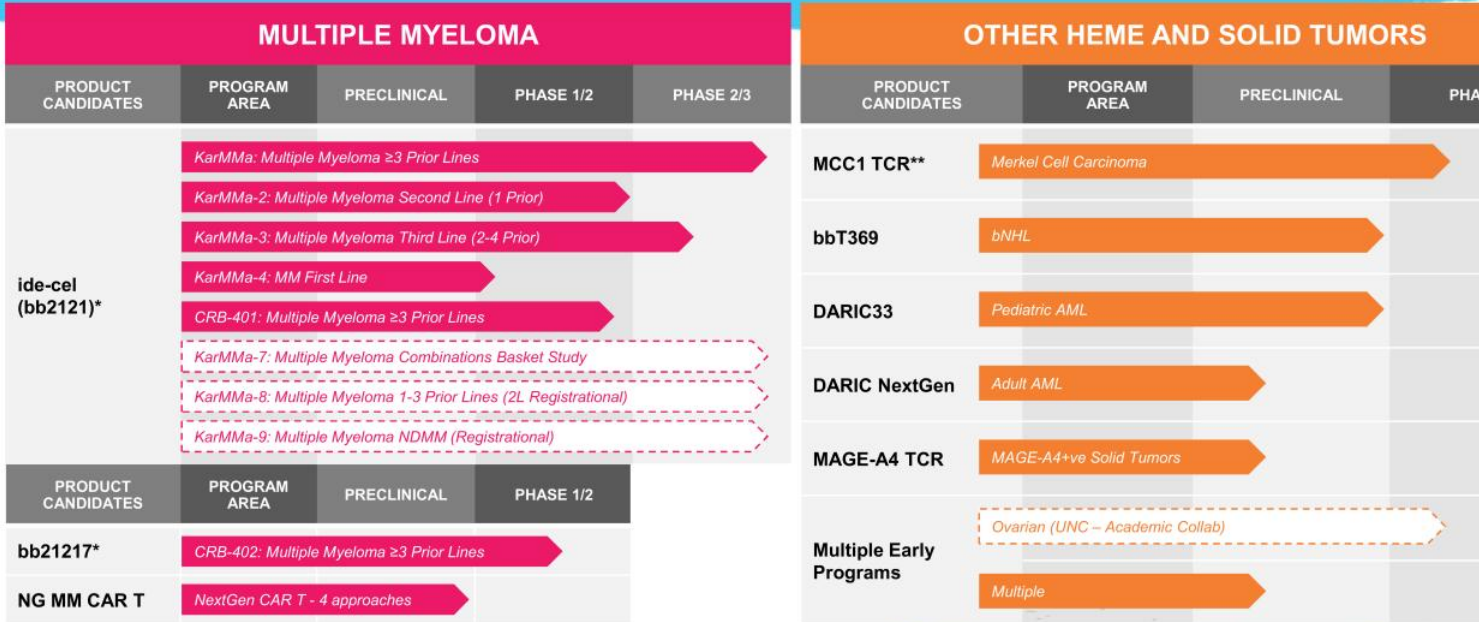 MULTIPLE MYELOMA
PRODUCT CANDIDATES
PROGRAM AREA
PRECLINICAL
PHASE 1/2
PHASE 2/3
ide-cel
(bb2121)*
KarMMa: Multiple Myeloma ≥3 Prior Lines
KarMMa-2: Multiple Myeloma Second Line (1 Prior)
KarMMa-3: Multiple Myeloma Third Line (2-4 Prior)
KarMMa-4: MM First Line
CRB-401: Multiple Myeloma ≥3 Prior Lines
KarMMa-7: Multiple Myeloma Combinations Basket Study
KarMMa-8: Multiple Myeloma 1-3 Prior Lines (2L Registrational)
KarMMa-9: Multiple Myeloma NDMM (Registrational)
PRODUCT CANDIDATES
PROGRAM AREA
PRECLINICAL
PHASE 1/2
bb21217*
CRB-402: Multiple Myeloma ≥3 Prior Lines
NG MM CAR T
NextGen CAR T - 4 approaches
OTHER HEME AND SOLID TUMORS
PRODUCT CANDIDATES
PROGRAM AREA
PRECLINICAL
PHA
MCC1 TCR**
Merkel Cell Carcinoma
bbT369
bNHL
DARIC33
Pediatric AML
DARIC NextGen
Adult AML
MAGE-A4 TCR
MAGE-A4+ve Solid Tumors
Multiple Early
Programs
Ovarian (UNC – Academic Collab)
Multiple